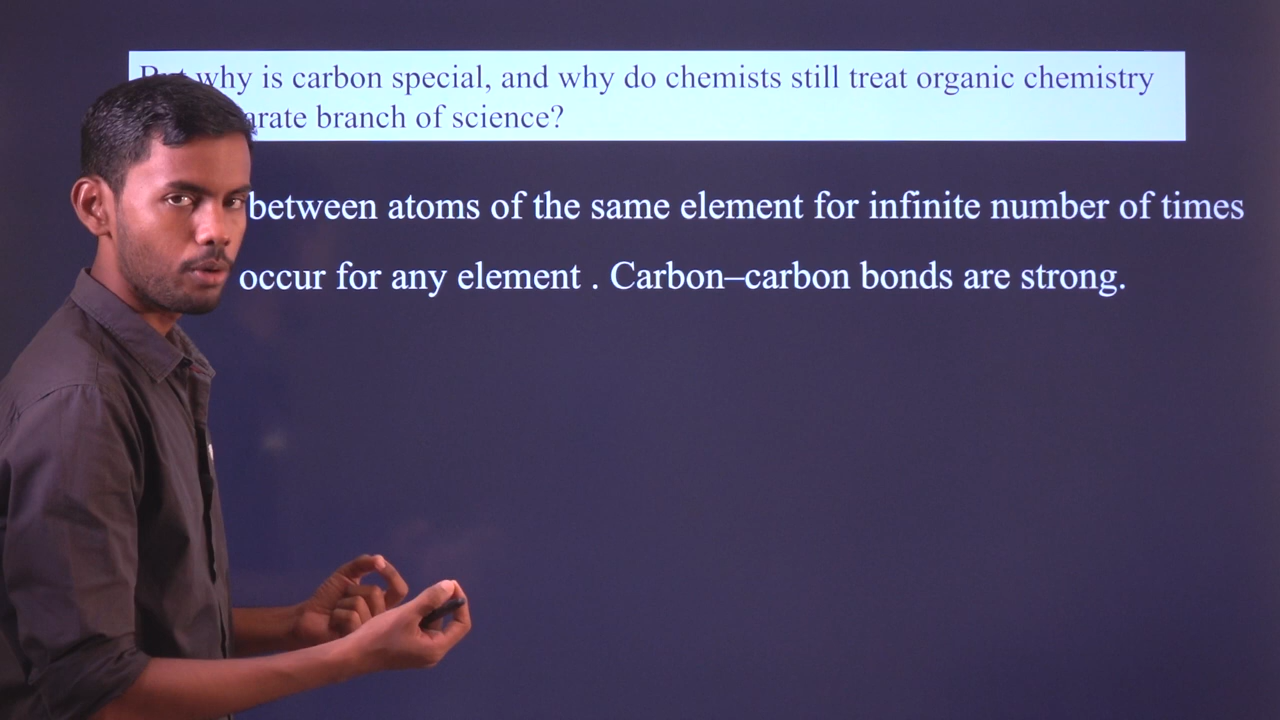 why is carbon special, and why do chemists still treat organic chemistry
branch of science?
between atoms of the same element for infinite number of times
occur for any element . Carbon–carbon bonds are strong.